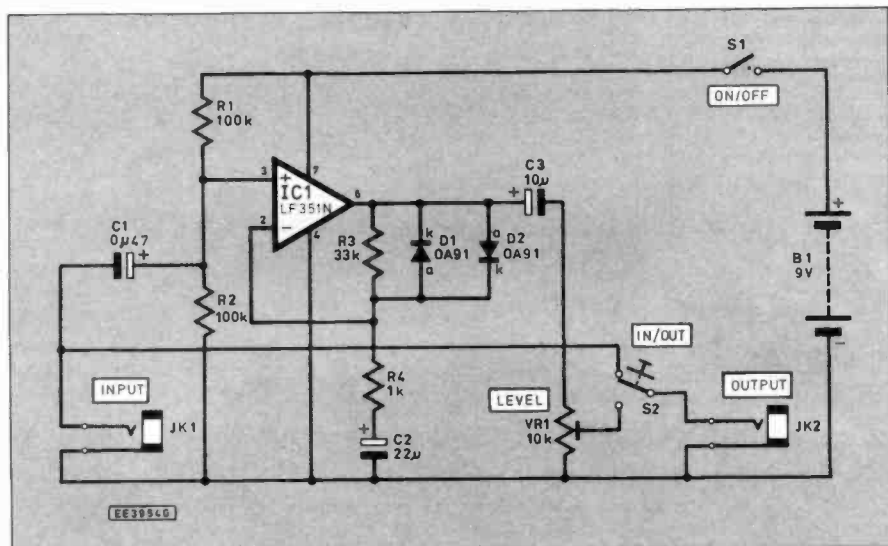 S1
ON/OFF
R1
100k
3
+
7
IC1
LF351N
2
−
4
6
C3
10µ
+
C1
0µ47
+
R3
33k
k
D1
OA91
a
a
D2
OA91
k
+
B1
9V
−
R2
100k
IN/OUT
S2
INPUT
JK1
R4
1k
LEVEL
VR1
10k
OUTPUT
JK2
+
C2
22µ
EE3954G